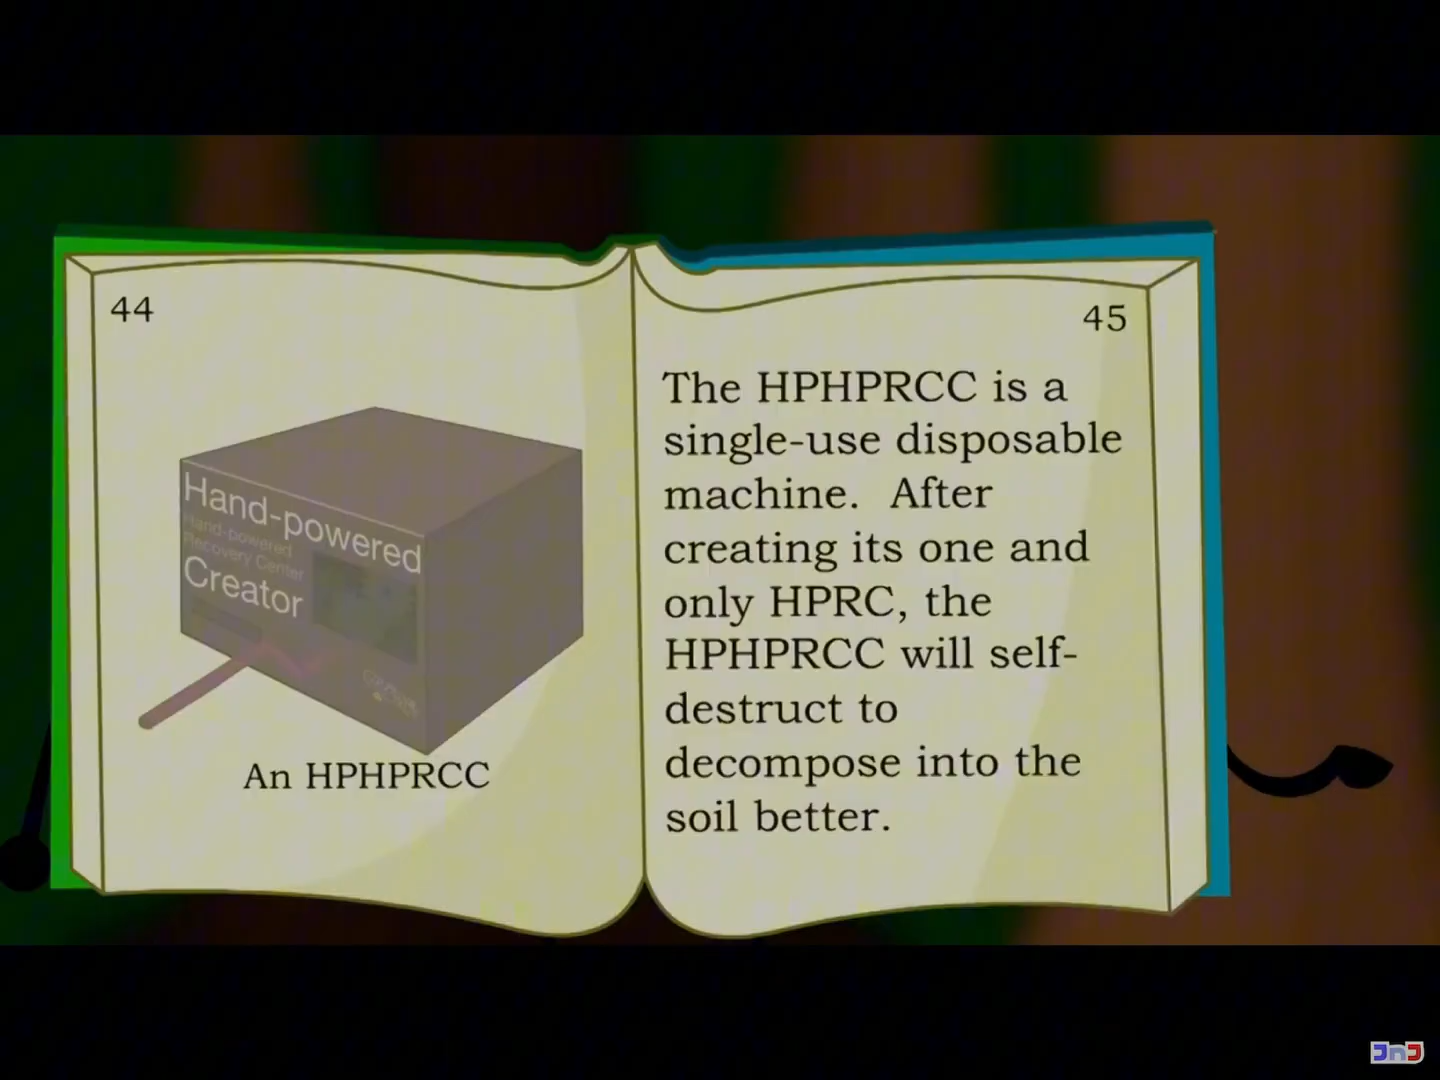 44
Hand-powered
Hand-powered
Recovery Center
Creator
An HPHPRCC
45
The HPHPRCC is a
single-use disposable
machine. After
creating its one and
only HPRC, the
HPHPRCC will self-
destruct to
decompose into the
soil better.
JnJ